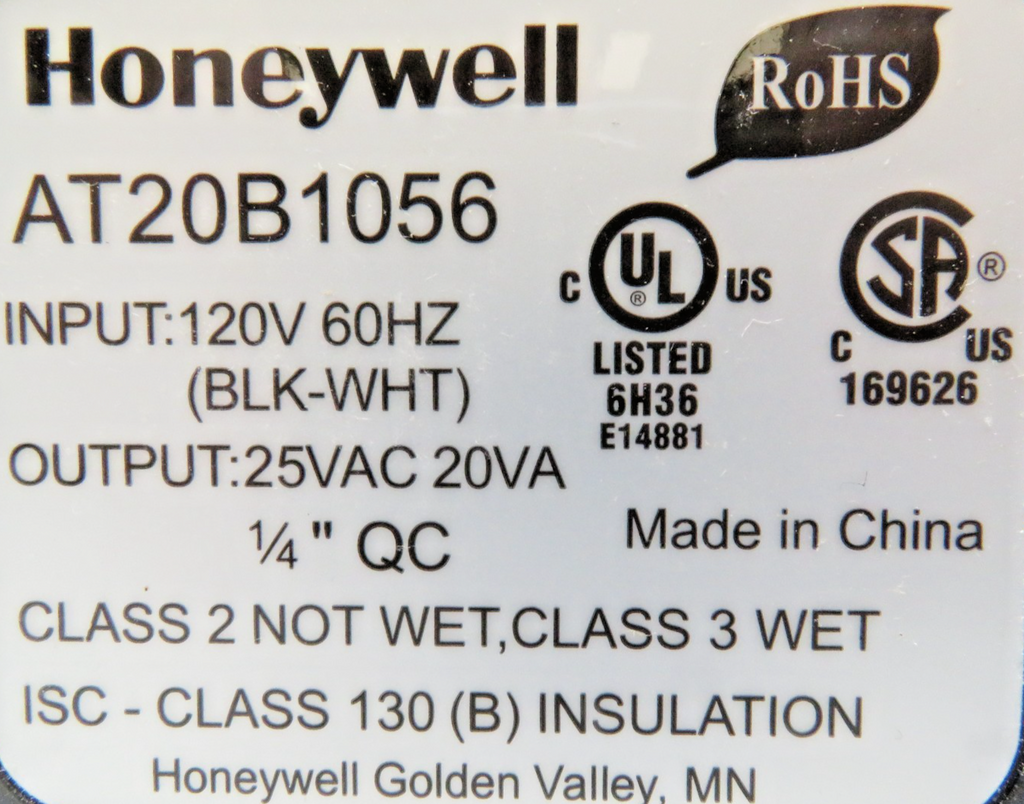 Honeywell
RoHS
AT20B1056
INPUT:120V 60HZ
(BLK-WHT)
OUTPUT:25VAC 20VA
¼" QC
C UL ® US
LISTED
6H36
E14881
SA ®
C US
169626
Made in China
CLASS 2 NOT WET,CLASS 3 WET
ISC - CLASS 130 (B) INSULATION
Honeywell Golden Valley, MN